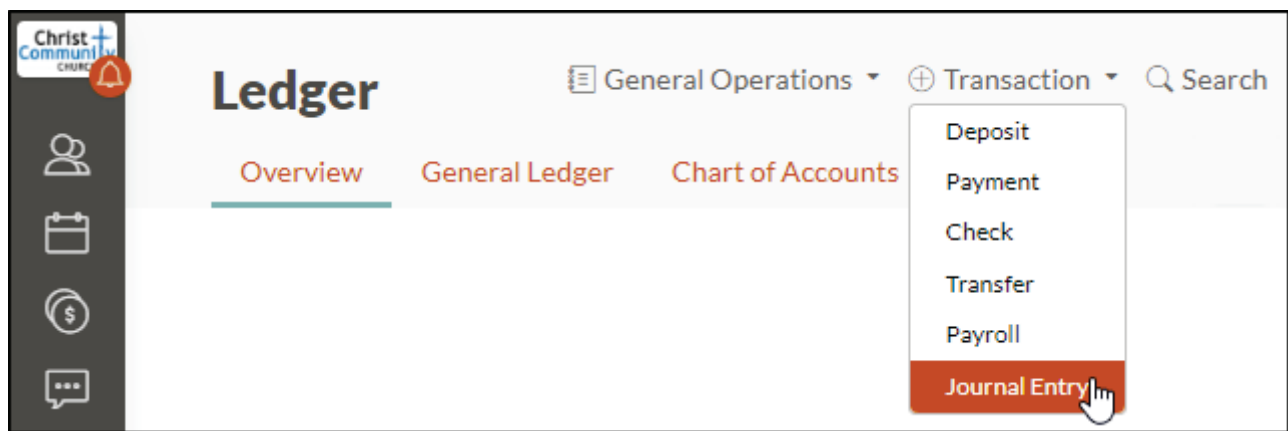 Christ
Community
CHURCH
Ledger
General Operations
Transaction
Search
Overview
General Ledger
Chart of Accounts
Deposit
Payment
Check
Transfer
Payroll
Journal Entry